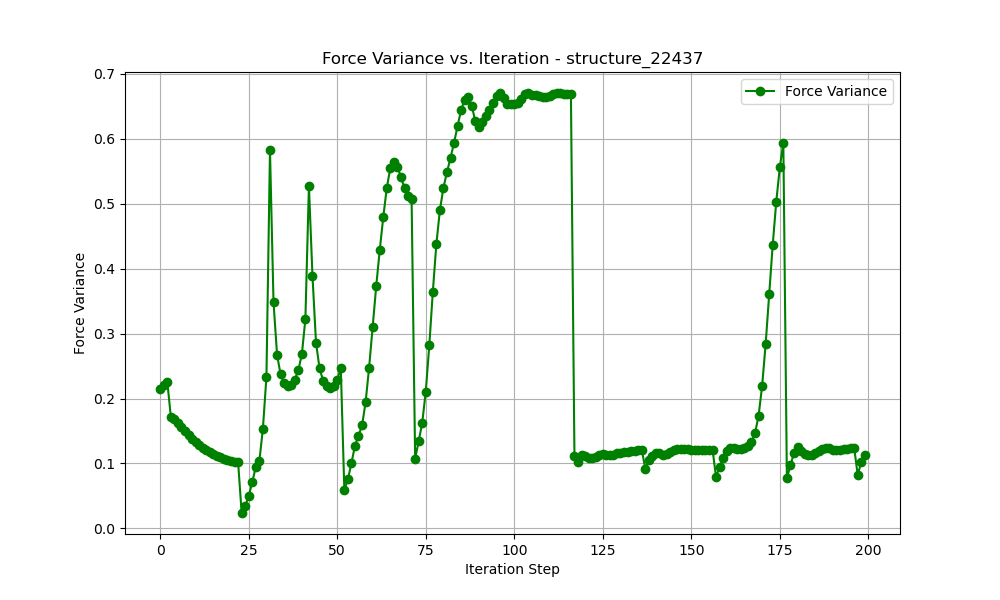 Force Variance vs. Iteration - structure_22437
Force Variance
0.7
0.6
0.5
0.4
0.3
0.2
0.1
0.0
Force Variance
0 25 50 75 100 125 150 175 200
Iteration Step